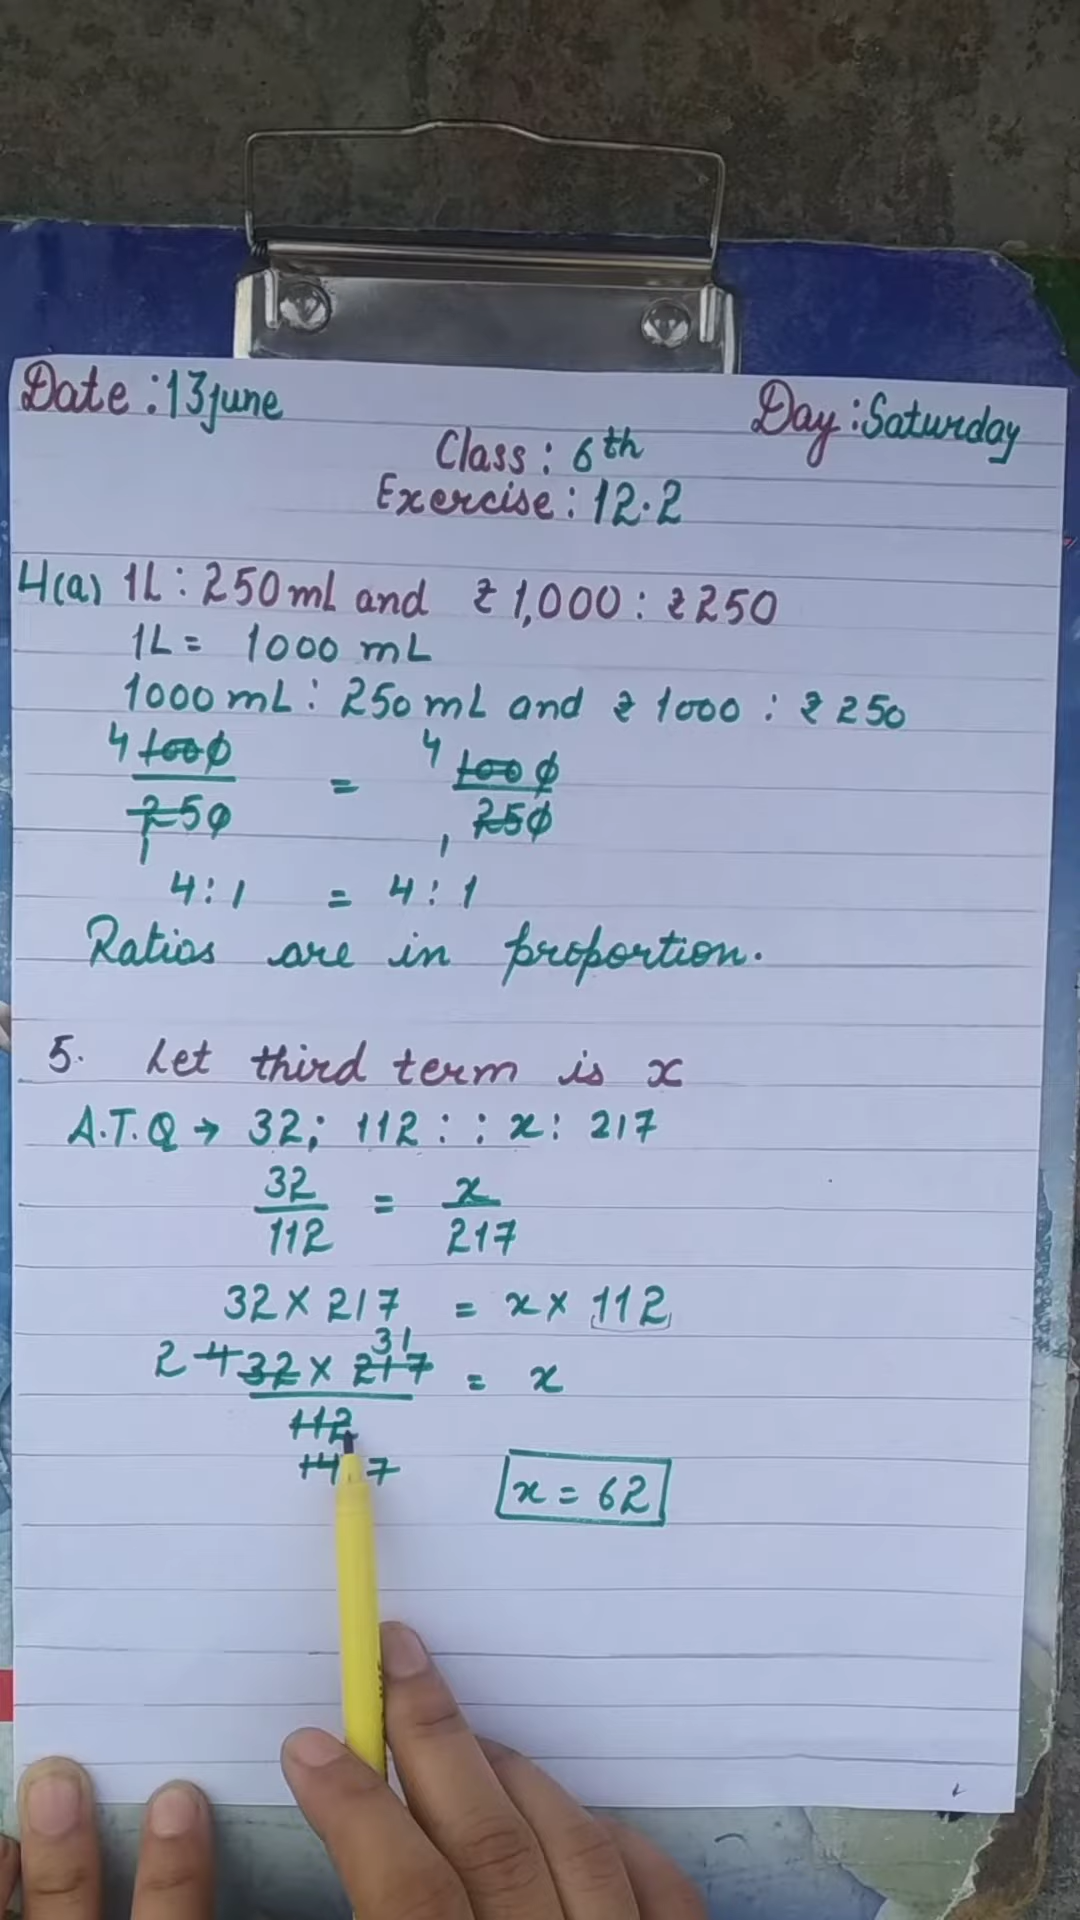 Date : 13 june Day : Saturday
Class : 6th
Exercise : 12.2
4(a) 1L : 250 mL and ₹ 1,000 : ₹ 250
1L = 1000 mL
1000 mL : 250 mL and ₹ 1000 : ₹ 250
4 1000 = 4 1000
250 250
1 1
4 : 1 = 4 : 1
Ratios are in proportion.
5. Let third term is x
A.T.Q → 32 ; 112 : : x : 217
32 = x
112 217
32 × 217 = x × 112
31
2 4 32 × 217 = x
112
14 7
x = 62